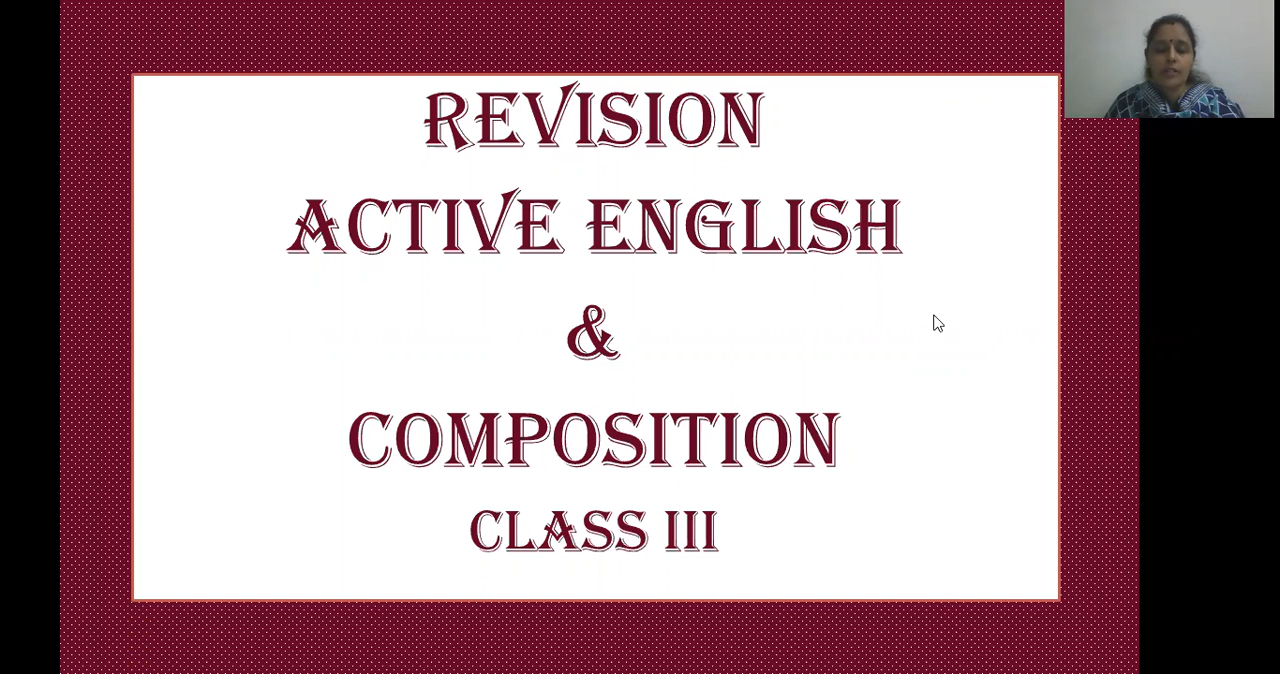 REVISION
ACTIVE ENGLISH
&
COMPOSITION
CLASS III